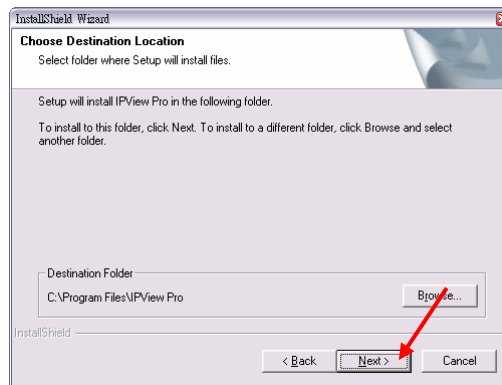 InstallShield Wizard
Choose Destination Location
Select folder where Setup will install files.
Setup will install IPView Pro in the following folder.
To install to this folder, click Next. To install to a different folder, click Browse and select
another folder.
Destination Folder
C:\Program Files\IPView Pro
Browse...
InstallShield
< Back
Next >
Cancel